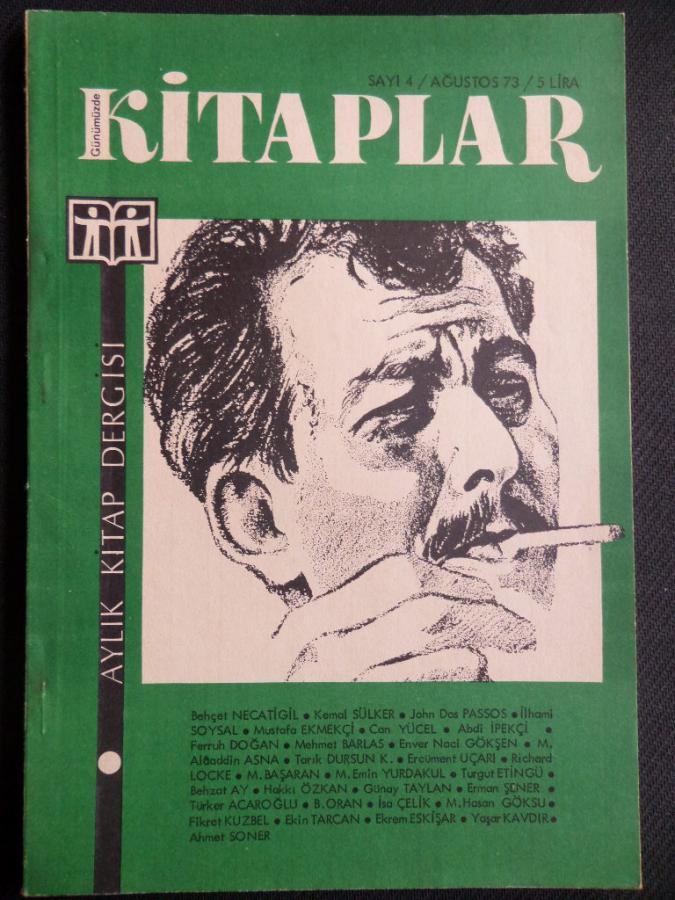 SAYI 4 / AĞUSTOS 73 / 5 LİRA
Günümüzde
KİTAPLAR
AYLIK KİTAP DERGİSİ
Behçet NECATİGİL ● Kemal SÜLKER ● John Dos PASSOS ● İlhami
SOYSAL ● Mustafa EKMEKÇİ ● Can YÜCEL ● Abdi İPEKÇİ ●
Ferruh DOĞAN ● Mehmet BARLAS ● Enver Naci GÖKŞEN ● M.
Alâaddin ASNA ● Tarık DURSUN K. ● Ercüment UÇARI ● Richard
LOCKE ● M. BAŞARAN ● M. Emin YURDAKUL ● Turgut ETİNGÜ ●
Behzat AY ● Hakkı ÖZKAN ● Günay TAYLAN ● Erman ŞENER ●
Türker ACAROĞLU ● B. ORAN ● İsa ÇELİK ● M. Hasan GÖKSU ●
Fikret KUZBEL ● Ekin TARCAN ● Ekrem ESKİŞAR ● Yaşar KAVDIR ●
Ahmet SONER